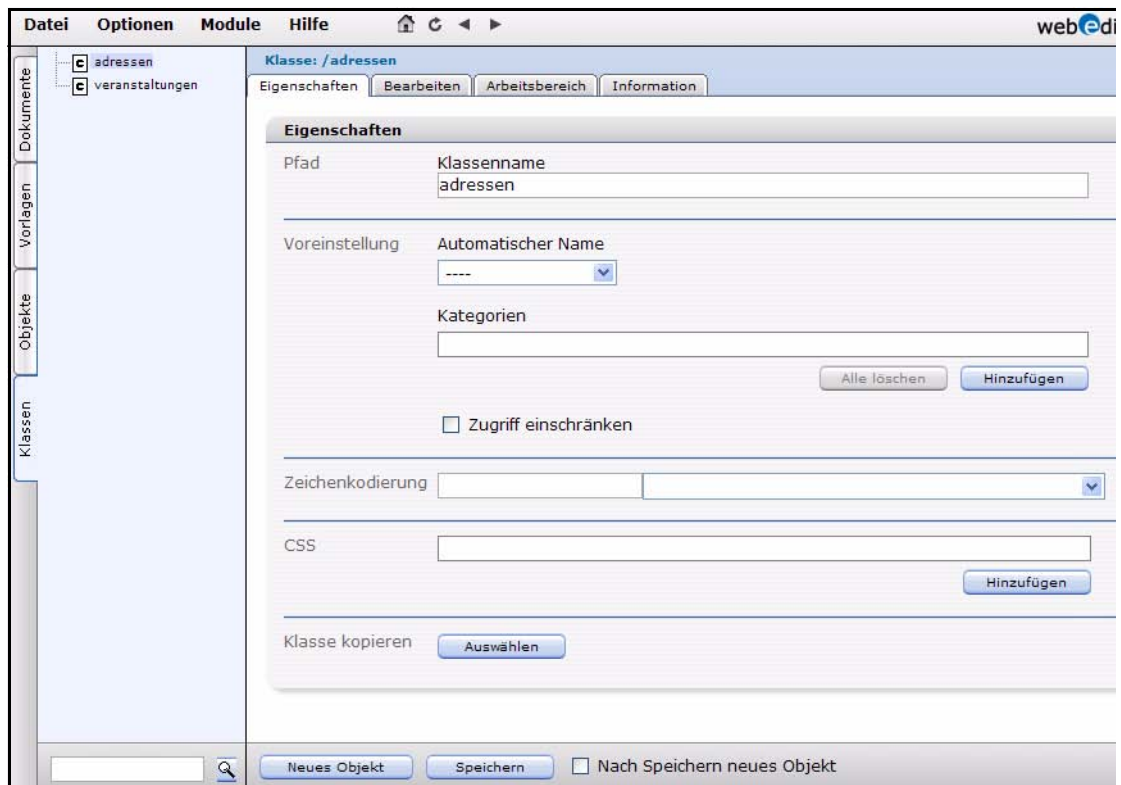 Datei Optionen Module Hilfe
web edi
Dokumente
Vorlagen
Objekte
Klassen
c adressen
c veranstaltungen
Klasse: /adressen
Eigenschaften Bearbeiten Arbeitsbereich Information
Eigenschaften
Pfad Klassenname
adressen
Voreinstellung Automatischer Name
----
Kategorien
Alle löschen Hinzufügen
Zugriff einschränken
Zeichenkodierung
CSS
Hinzufügen
Klasse kopieren Auswählen
Neues Objekt Speichern Nach Speichern neues Objekt